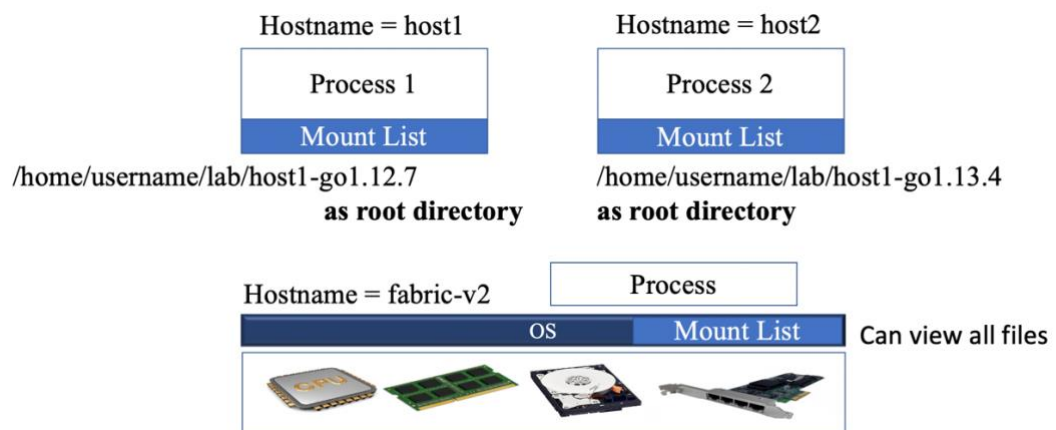 Hostname = host1
Hostname = host2
Process 1
Process 2
Mount List
Mount List
/home/username/lab/host1-go1.12.7
as root directory
/home/username/lab/host1-go1.13.4
as root directory
Process
Hostname = fabric-v2
OS
Mount List
Can view all files
CPU